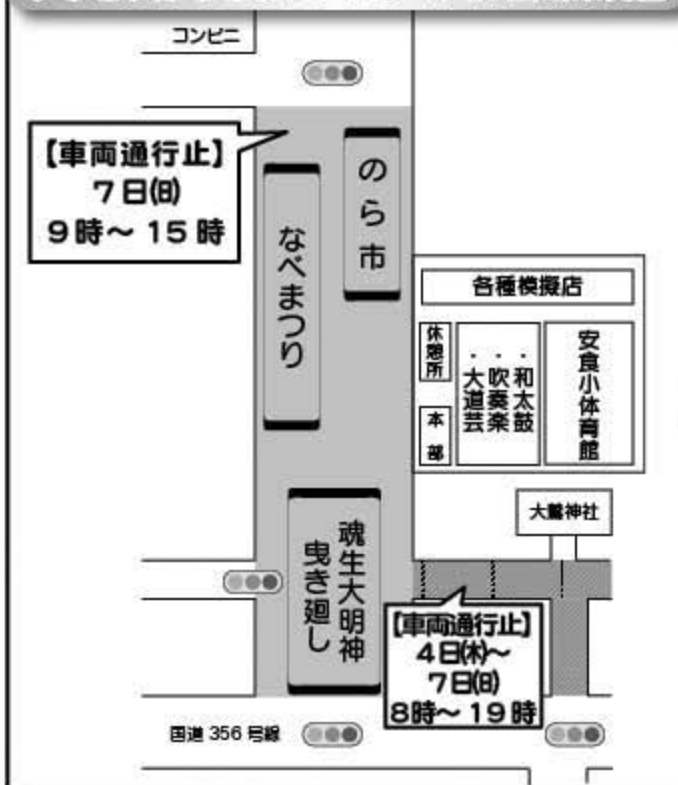 コンビニ
【車両通行止】
7日(日)
9時〜15時
のら市
なべまつり
各種模擬店
休憩所
本部
・和太鼓
・吹奏楽
・大道芸
安食小体育館
大鷲神社
魂生大明神
曳き廻し
【車両通行止】
4日(木)〜
7日(日)
8時〜19時
国道356号線